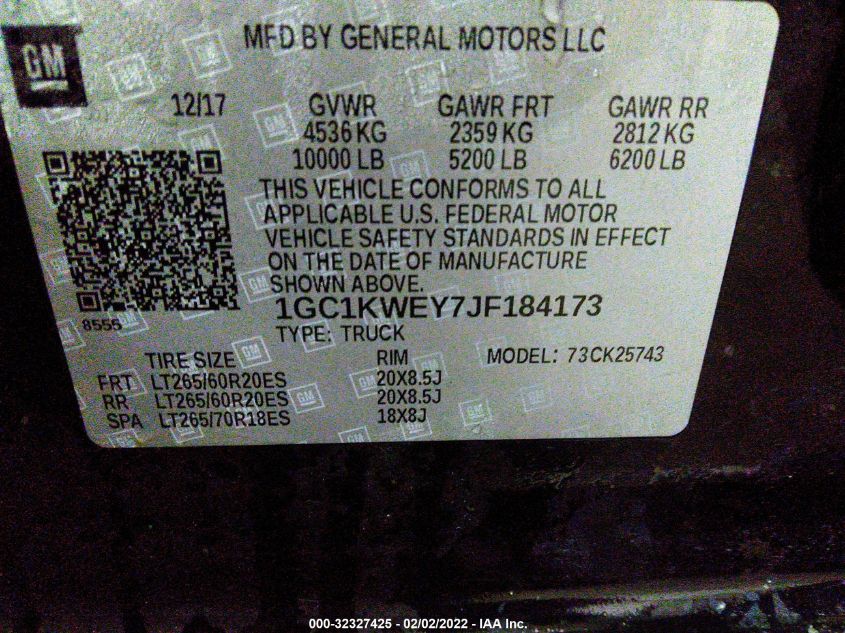 GM
MFD BY GENERAL MOTORS LLC
12/17 GVWR GAWR FRT GAWR RR
4536 KG 2359 KG 2812 KG
10000 LB 5200 LB 6200 LB
THIS VEHICLE CONFORMS TO ALL
APPLICABLE U.S. FEDERAL MOTOR
VEHICLE SAFETY STANDARDS IN EFFECT
ON THE DATE OF MANUFACTURE
SHOWN ABOVE.
8555
1GC1KWEY7JF184173
TYPE: TRUCK
TIRE SIZE RIM MODEL: 73CK25743
FRT LT265/60R20ES 20X8.5J
RR LT265/60R20ES 20X8.5J
SPA LT265/70R18ES 18X8J
000-32327425 - 02/02/2022 - IAA Inc.